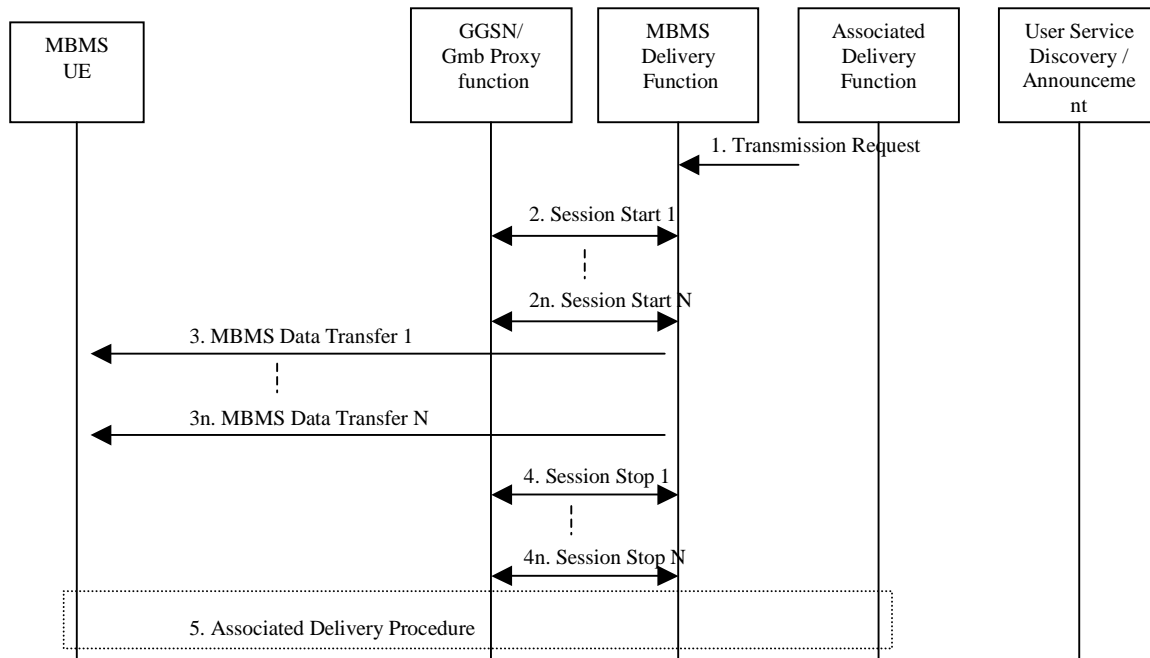 MBMS
UE
GGSN/
Gmb Proxy
function
MBMS
Delivery
Function
Associated
Delivery
Function
User Service
Discovery /
Announceme
nt
1. Transmission Request
2. Session Start 1
2n. Session Start N
3. MBMS Data Transfer 1
3n. MBMS Data Transfer N
4. Session Stop 1
4n. Session Stop N
5. Associated Delivery Procedure